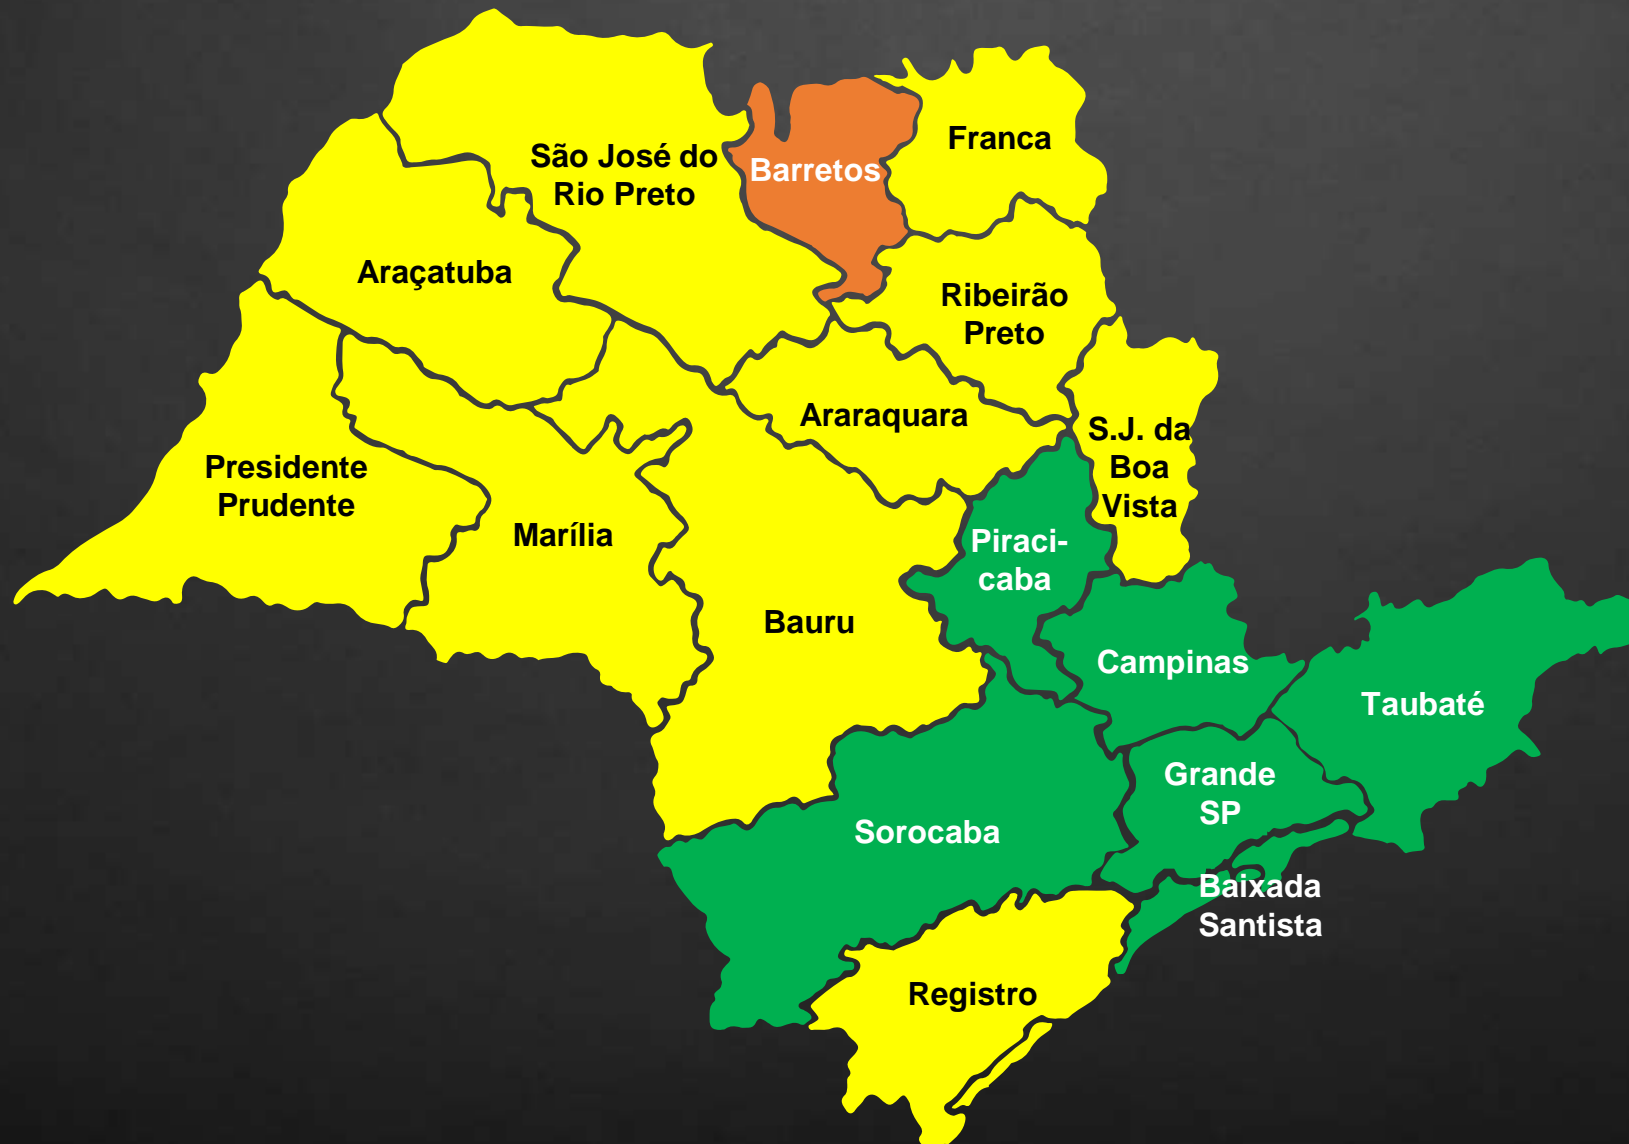 Franca
São José do
Rio Preto
Barretos
Araçatuba
Ribeirão
Preto
Araraquara
S.J. da
Boa
Vista
Presidente
Prudente
Marília
Piraci-
caba
Bauru
Campinas
Taubaté
Grande
SP
Sorocaba
Baixada
Santista
Registro